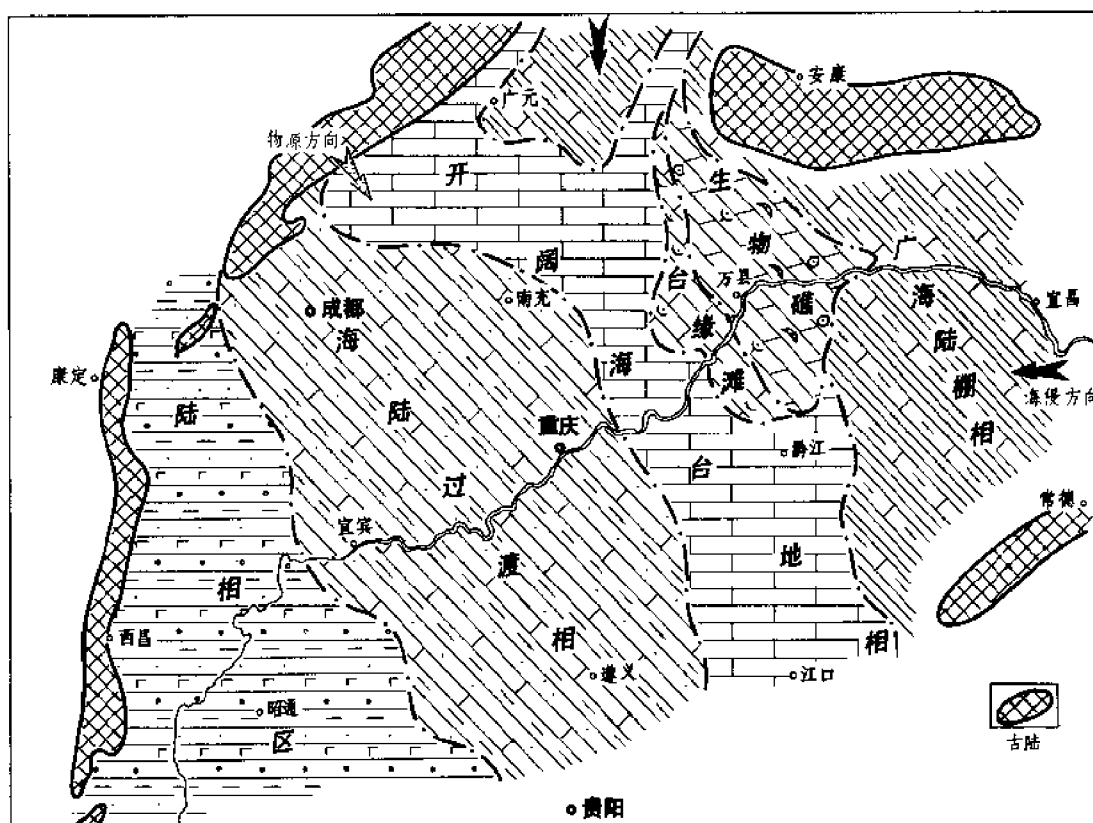 安康
广元
物原方向
开
生
物
阔
广
台
万县
礁
海
宜昌
南充
成都
海
缘
陆
康定
海
滩
棚
海侵方向
陆
陆
相
重庆
台
黔江
过
常德
宜宾
渡
地
相
西昌
相
相
遵义
江口
昭通
区
古陆
贵阳